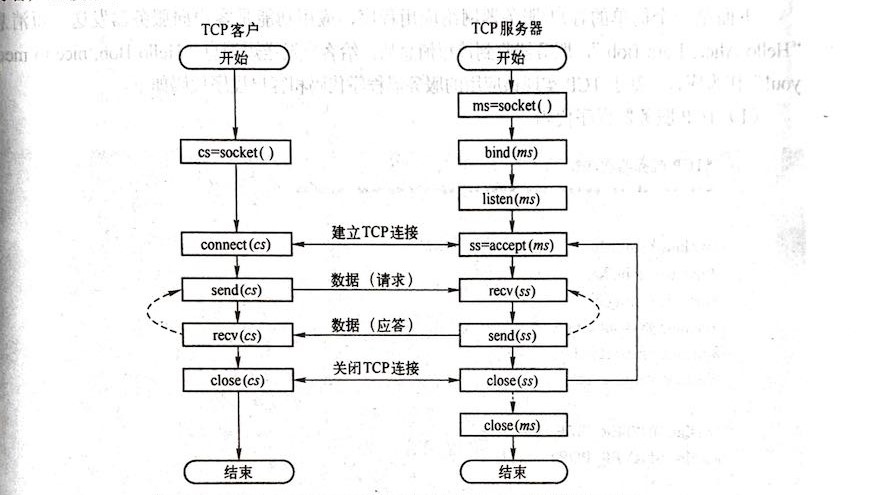 TCP客户
开始
cs=socket( )
connect(cs)
send(cs)
recv(cs)
close(cs)
结束
建立TCP连接
数据（请求）
数据（应答）
关闭TCP连接
TCP服务器
开始
ms=socket( )
bind(ms)
listen(ms)
ss=accept(ms)
recv(ss)
send(ss)
close(ss)
close(ms)
结束